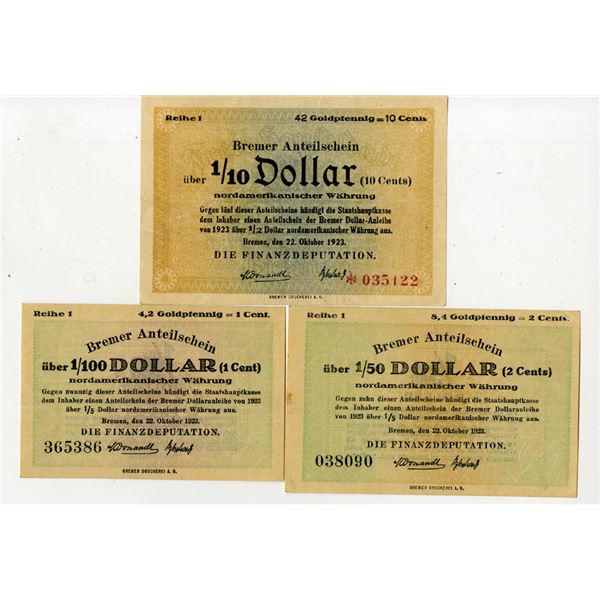 Reihe 1 42 Goldpfennig = 10 Cents
Bremer Anteilschein
über 1/10 Dollar (10 Cents)
nordamerikanischer Währung
Gegen fünf dieser Anteilscheine händigt die Staatshauptkasse
dem Inhaber einen Anteilschein der Bremer Dollar-Anleihe
von 1923 über 1/2 Dollar nordamerikanischer Währung aus.
Bremen, den 22. Oktober 1923.
DIE FINANZDEPUTATION.
* 035122
BREMER DRUCKEREI A. G.
Reihe 1 4,2 Goldpfennig = 1 Cent.
Bremer Anteilschein
über 1/100 DOLLAR (1 Cent)
nordamerikanischer Währung
Gegen zwanzig dieser Anteilscheine händigt die Staatshauptkasse
dem Inhaber einen Anteilschein der Bremer Dollaranleihe von 1923
über 1/5 Dollar nordamerikanischer Währung aus.
Bremen, den 22. Oktober 1923.
DIE FINANZDEPUTATION.
365386
BREMER DRUCKEREI A. G.
Reihe 1 8,4 Goldpfennig = 2 Cents.
Bremer Anteilschein
über 1/50 DOLLAR (2 Cents)
nordamerikanischer Währung
Gegen zehn dieser Anteilscheine händigt die Staatshauptkasse
dem Inhaber einen Anteilschein der Bremer Dollaranleihe
von 1923 über 1/5 Dollar nordamerikanischer Währung aus.
Bremen, den 22. Oktober 1923.
DIE FINANZDEPUTATION.
038090
BREMER DRUCKEREI A. G.